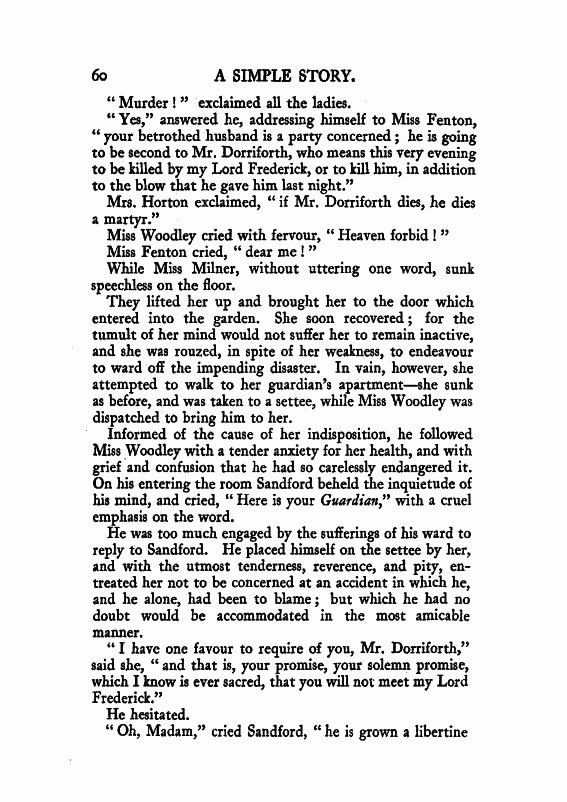 60 A SIMPLE STORY.
“ Murder ! ” exclaimed all the ladies.
“ Yes,” answered he, addressing himself to Miss Fenton,
“ your betrothed husband is a party concerned ; he is going
to be second to Mr. Dorriforth, who means this very evening
to be killed by my Lord Frederick, or to kill him, in addition
to the blow that he gave him last night.”
Mrs. Horton exclaimed, “ if Mr. Dorriforth dies, he dies
a martyr.”
Miss Woodley cried with fervour, “ Heaven forbid ! ”
Miss Fenton cried, “ dear me ! ”
While Miss Milner, without uttering one word, sunk
speechless on the floor.
They lifted her up and brought her to the door which
entered into the garden. She soon recovered ; for the
tumult of her mind would not suffer her to remain inactive,
and she was rouzed, in spite of her weakness, to endeavour
to ward off the impending disaster. In vain, however, she
attempted to walk to her guardian’s apartment—she sunk
as before, and was taken to a settee, while Miss Woodley was
dispatched to bring him to her.
Informed of the cause of her indisposition, he followed
Miss Woodley with a tender anxiety for her health, and with
grief and confusion that he had so carelessly endangered it.
On his entering the room Sandford beheld the inquietude of
his mind, and cried, “ Here is your Guardian,” with a cruel
emphasis on the word.
He was too much engaged by the sufferings of his ward to
reply to Sandford. He placed himself on the settee by her,
and with the utmost tenderness, reverence, and pity, en-
treated her not to be concerned at an accident in which he,
and he alone, had been to blame ; but which he had no
doubt would be accommodated in the most amicable
manner.
“ I have one favour to require of you, Mr. Dorriforth,”
said she, “ and that is, your promise, your solemn promise,
which I know is ever sacred, that you will not meet my Lord
Frederick.”
He hesitated.
“ Oh, Madam,” cried Sandford, “ he is grown a libertine